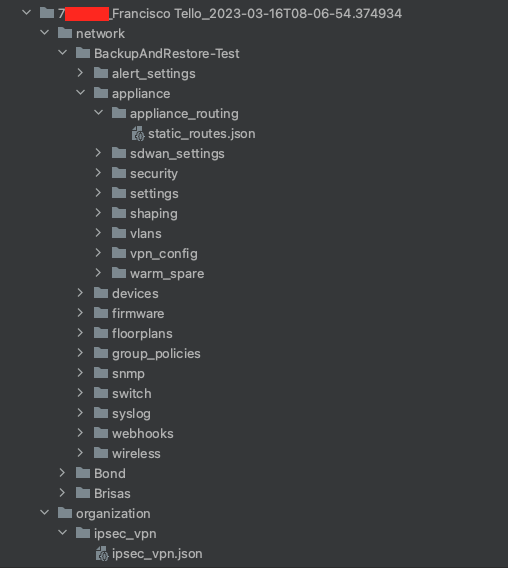 7 _Francisco Tello_2023-03-16T08-06-54.374934
network
BackupAndRestore-Test
alert_settings
appliance
appliance_routing
static_routes.json
sdwan_settings
security
settings
shaping
vlans
vpn_config
warm_spare
devices
firmware
floorplans
group_policies
snmp
switch
syslog
webhooks
wireless
Bond
Brisas
organization
ipsec_vpn
ipsec_vpn.json